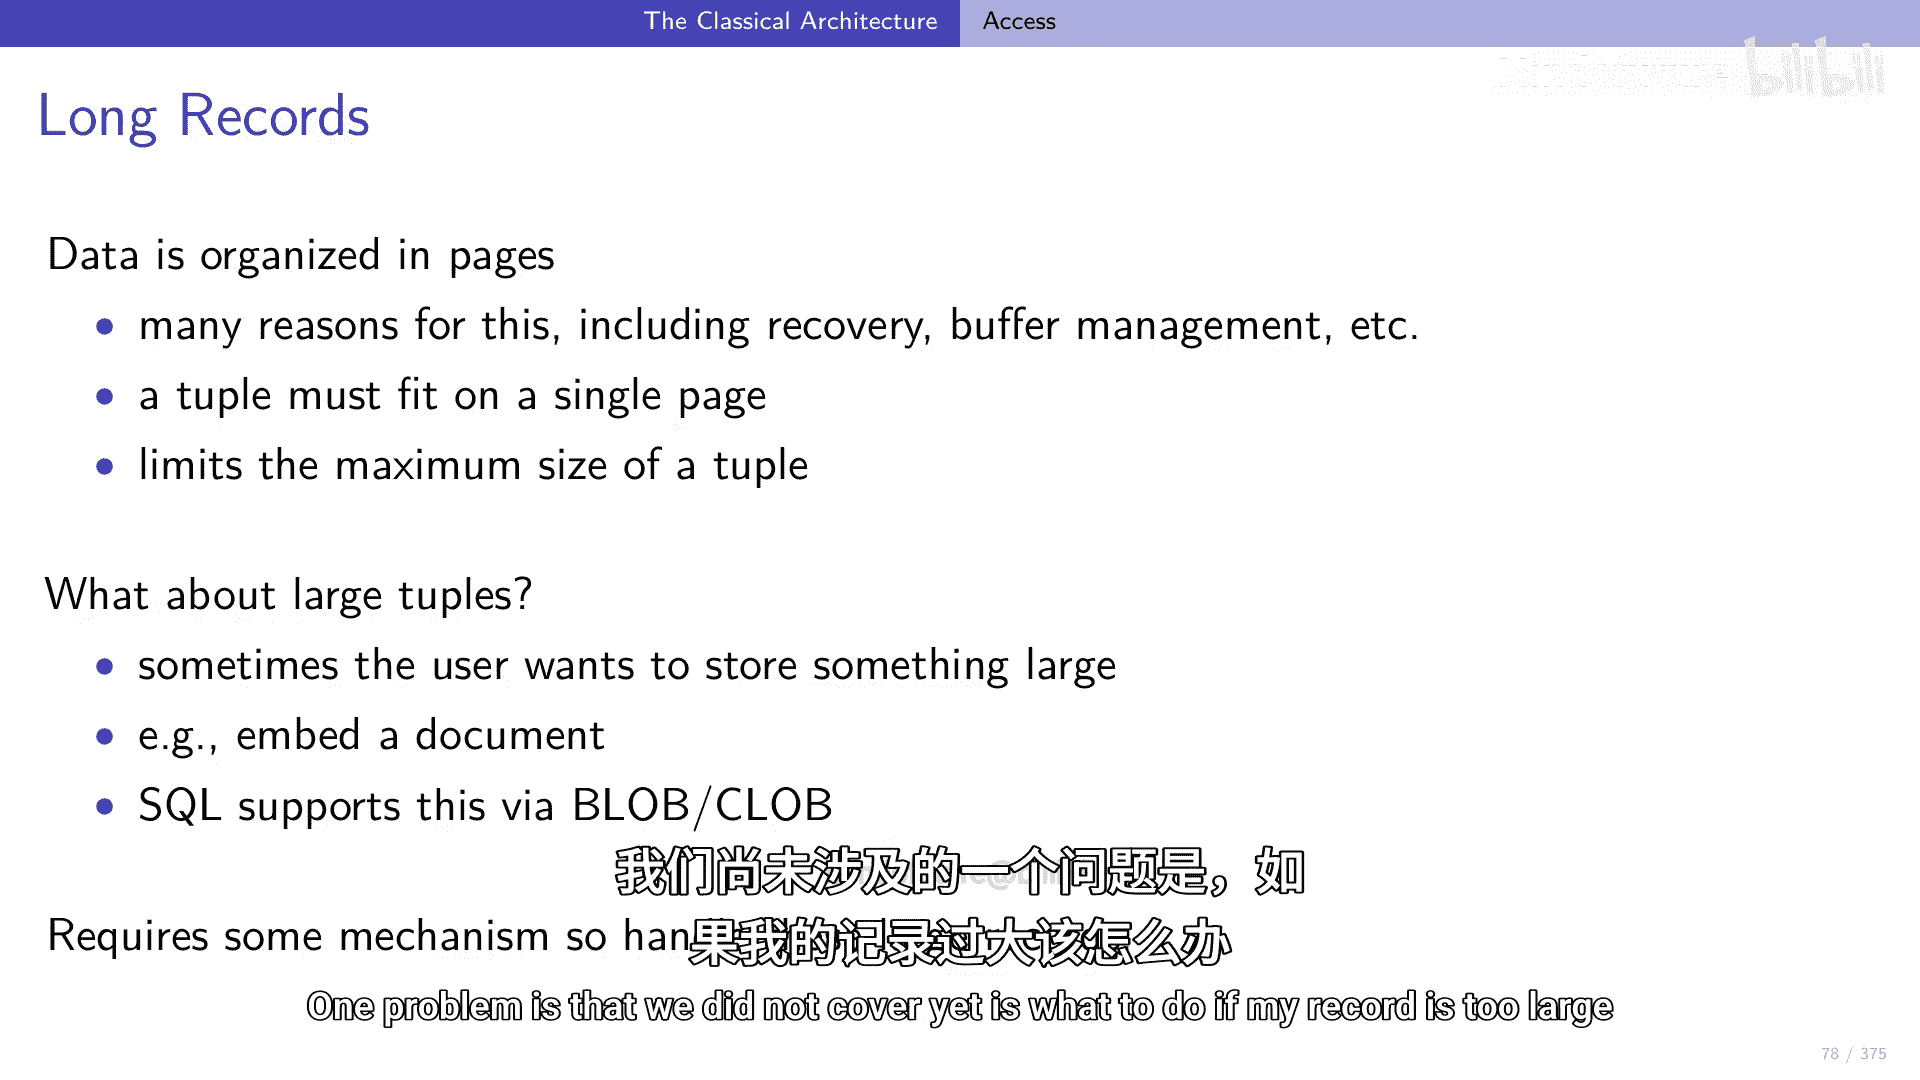 The Classical Architecture
Access
bilibili
Long Records
Data is organized in pages
• many reasons for this, including recovery, buffer management, etc.
• a tuple must fit on a single page
• limits the maximum size of a tuple
What about large tuples?
• sometimes the user wants to store something large
• e.g., embed a document
• SQL supports this via BLOB/CLOB
我们尚未涉及的一个问题是，如
Requires some mechanism so
果我的记录过大该怎么办
One problem is that we did not cover yet is what to do if my record is too large
78 / 375